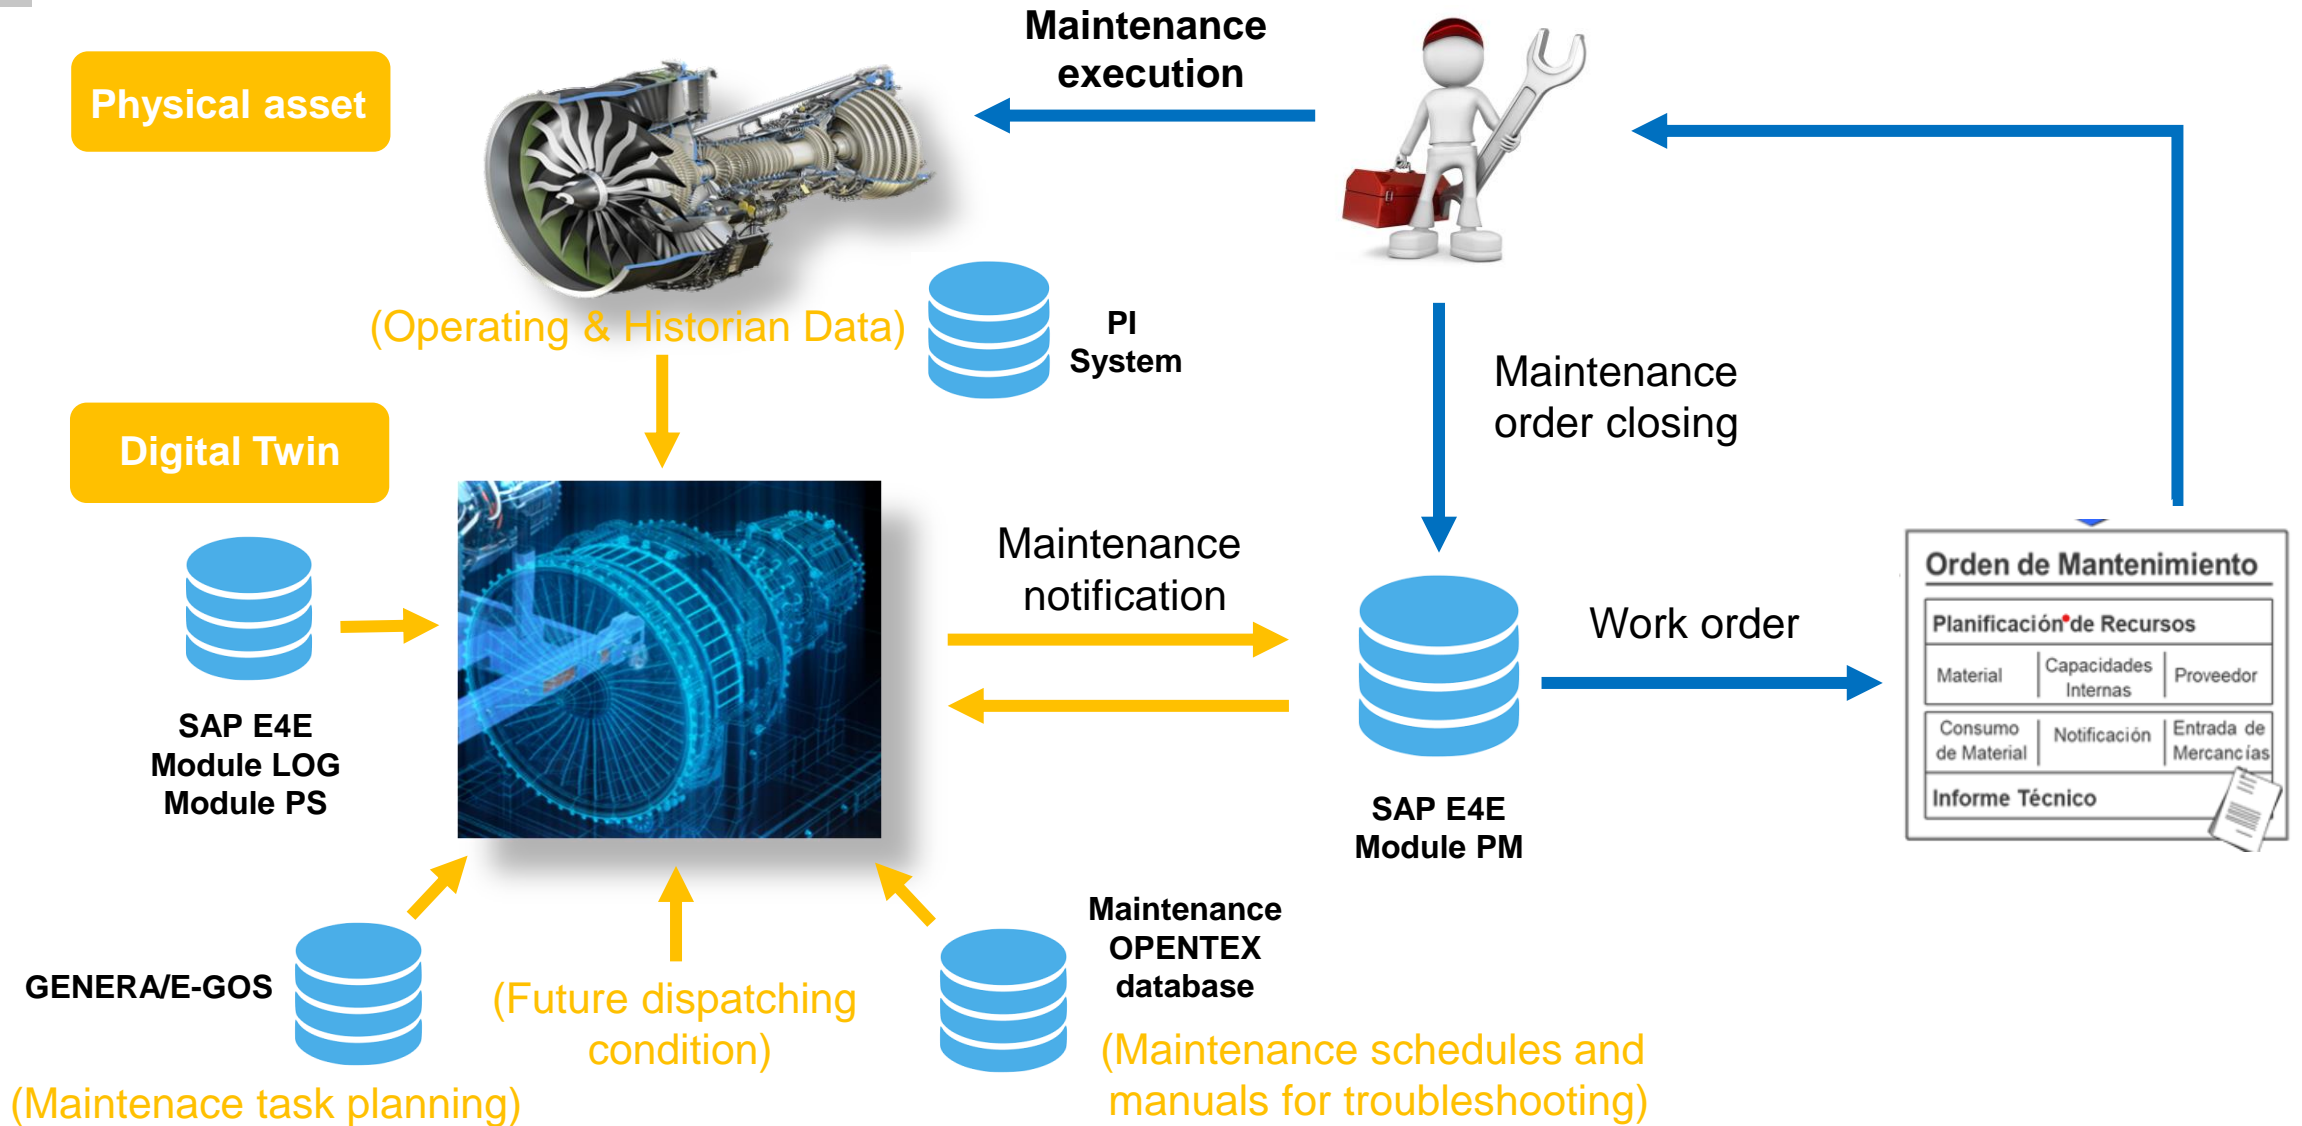 Maintenance
execution
Physical asset
(Operating & Historian Data)
PI
System
Maintenance
order closing
Digital Twin
Maintenance
notification
SAP E4E
Module LOG
Module PS
Work order
SAP E4E
Module PM
Orden de Mantenimiento
Planificación de Recursos
Material
Capacidades
Internas
Proveedor
Consumo
de Material
Notificación
Entrada de
Mercancías
Informe Técnico
GENERA/E-GOS
(Maintenace task planning)
(Future dispatching
condition)
Maintenance
OPENTEX
database
(Maintenance schedules and
manuals for troubleshooting)